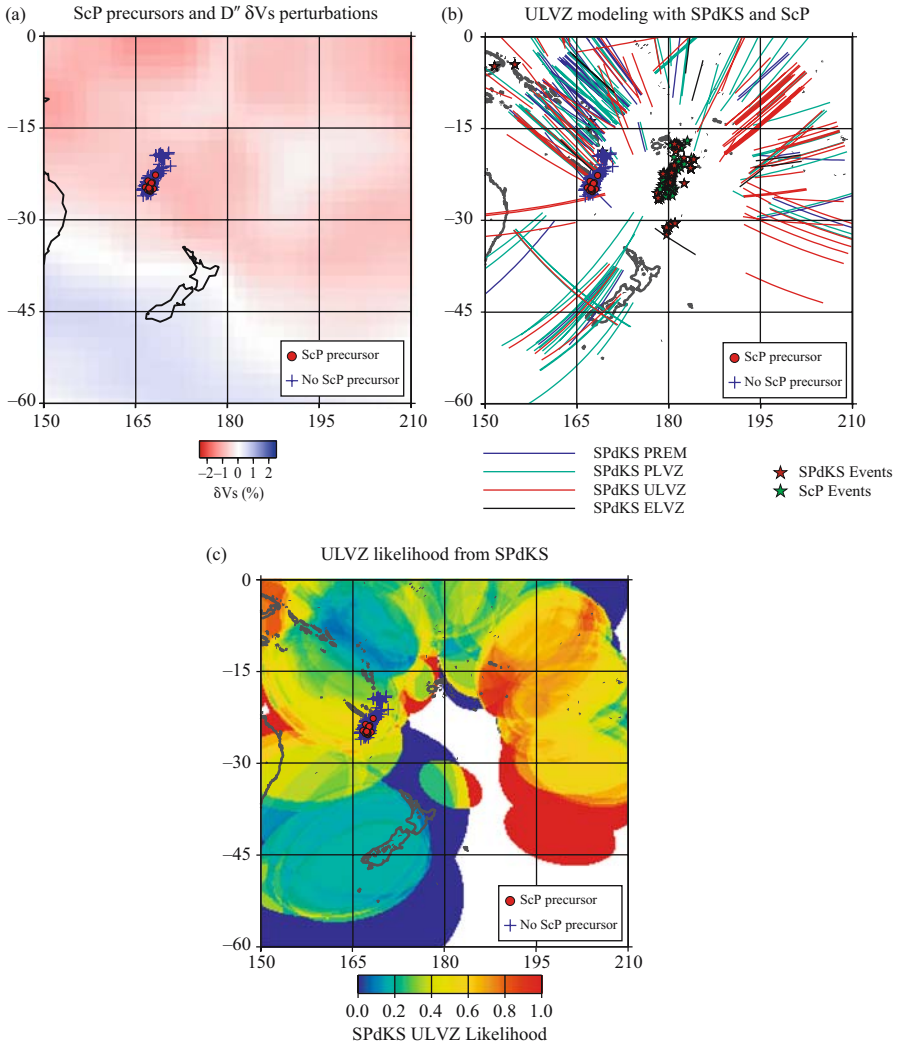 (a) ScP precursors and D″ δVs perturbations
0
−15
−30
−45
−60
150 165 180 195 210
ScP precursor
No ScP precursor
−2 −1 0 1 2
δVs (%)
(b) ULVZ modeling with SPdKS and ScP
0
−15
−30
−45
−60
150 165 180 195 210
ScP precursor
No ScP precursor
SPdKS PREM
SPdKS PLVZ
SPdKS ULVZ
SPdKS ELVZ
SPdKS Events
ScP Events
(c) ULVZ likelihood from SPdKS
0
−15
−30
−45
−60
150 165 180 195 210
ScP precursor
No ScP precursor
0.0 0.2 0.4 0.6 0.8 1.0
SPdKS ULVZ Likelihood